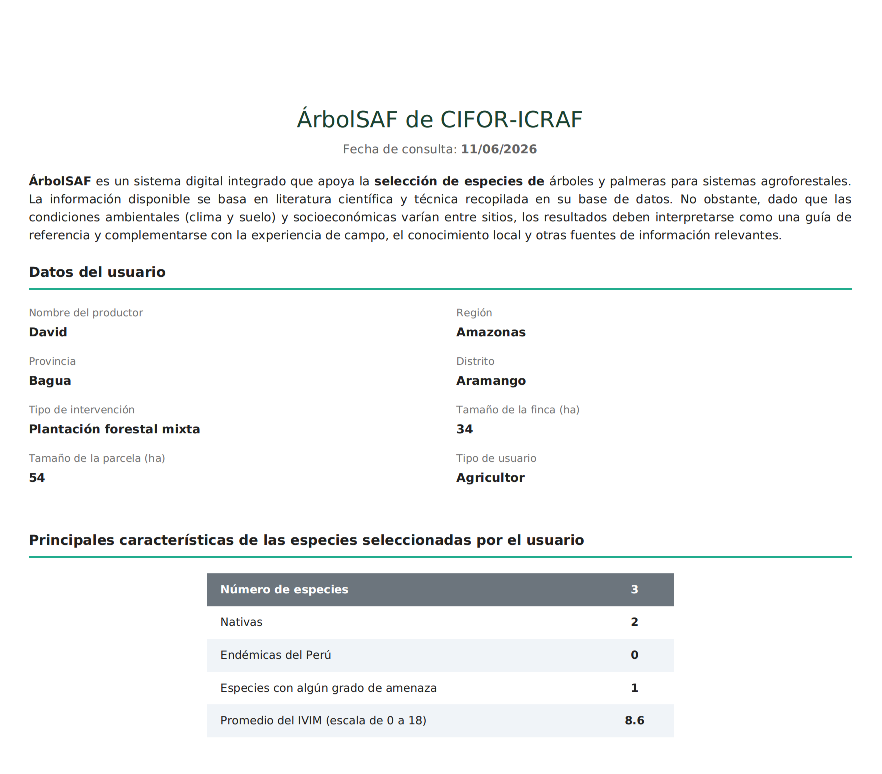 ÁrbolSAF de CIFOR-ICRAF
Fecha de consulta: 11/06/2026
ÁrbolSAF es un sistema digital integrado que apoya la selección de especies de árboles y palmeras para sistemas agroforestales.
La información disponible se basa en literatura científica y técnica recopilada en su base de datos. No obstante, dado que las
condiciones ambientales (clima y suelo) y socioeconómicas varían entre sitios, los resultados deben interpretarse como una guía de
referencia y complementarse con la experiencia de campo, el conocimiento local y otras fuentes de información relevantes.
Datos del usuario
Nombre del productor
David
Región
Amazonas
Provincia
Bagua
Distrito
Aramango
Tipo de intervención
Plantación forestal mixta
Tamaño de la finca (ha)
34
Tamaño de la parcela (ha)
54
Tipo de usuario
Agricultor
Principales características de las especies seleccionadas por el usuario
Número de especies 3
Nativas 2
Endémicas del Perú 0
Especies con algún grado de amenaza 1
Promedio del IVIM (escala de 0 a 18) 8.6